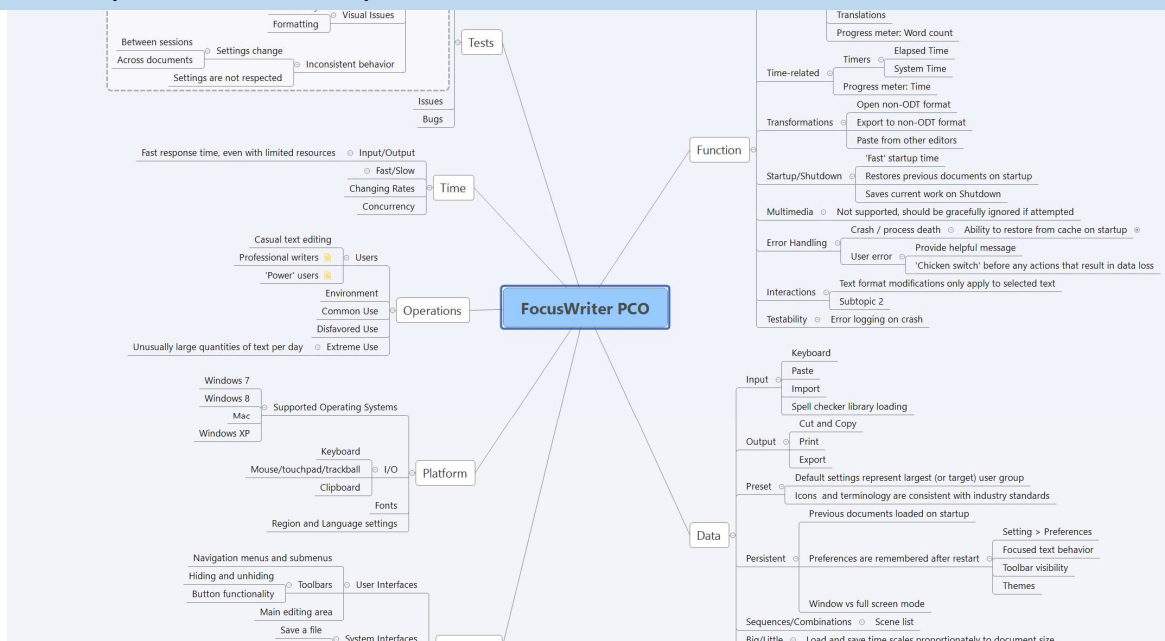 Visual Issues
Formatting
Between sessions
Settings change
Across documents
Inconsistent behavior
Settings are not respected
Tests
Issues
Bugs
Fast response time, even with limited resources
Input/Output
Fast/Slow
Changing Rates
Concurrency
Time
Casual text editing
Professional writers
Users
'Power' users
Environment
Common Use
Disfavored Use
Unusually large quantities of text per day
Extreme Use
Operations
Windows 7
Windows 8
Mac
Windows XP
Supported Operating Systems
Keyboard
Mouse/touchpad/trackball
I/O
Clipboard
Fonts
Region and Language settings
Platform
Navigation menus and submenus
Hiding and unhiding
Toolbars
Button functionality
User Interfaces
Main editing area
Save a file
System Interfaces
FocusWriter PCO
Function
Translations
Progress meter: Word count
Time-related
Timers
Elapsed Time
System Time
Progress meter: Time
Transformations
Open non-ODT format
Export to non-ODT format
Paste from other editors
Startup/Shutdown
'Fast' startup time
Restores previous documents on startup
Saves current work on Shutdown
Multimedia
Not supported, should be gracefully ignored if attempted
Error Handling
Crash / process death
Ability to restore from cache on startup
User error
Provide helpful message
'Chicken switch' before any actions that result in data loss
Interactions
Text format modifications only apply to selected text
Subtopic 2
Testability
Error logging on crash
Data
Input
Keyboard
Paste
Import
Spell checker library loading
Output
Cut and Copy
Print
Export
Preset
Default settings represent largest (or target) user group
Icons and terminology are consistent with industry standards
Persistent
Previous documents loaded on startup
Preferences are remembered after restart
Setting > Preferences
Focused text behavior
Toolbar visibility
Themes
Window vs full screen mode
Sequences/Combinations
Scene list
Big/Little
Load and save time scales proportionately to document size